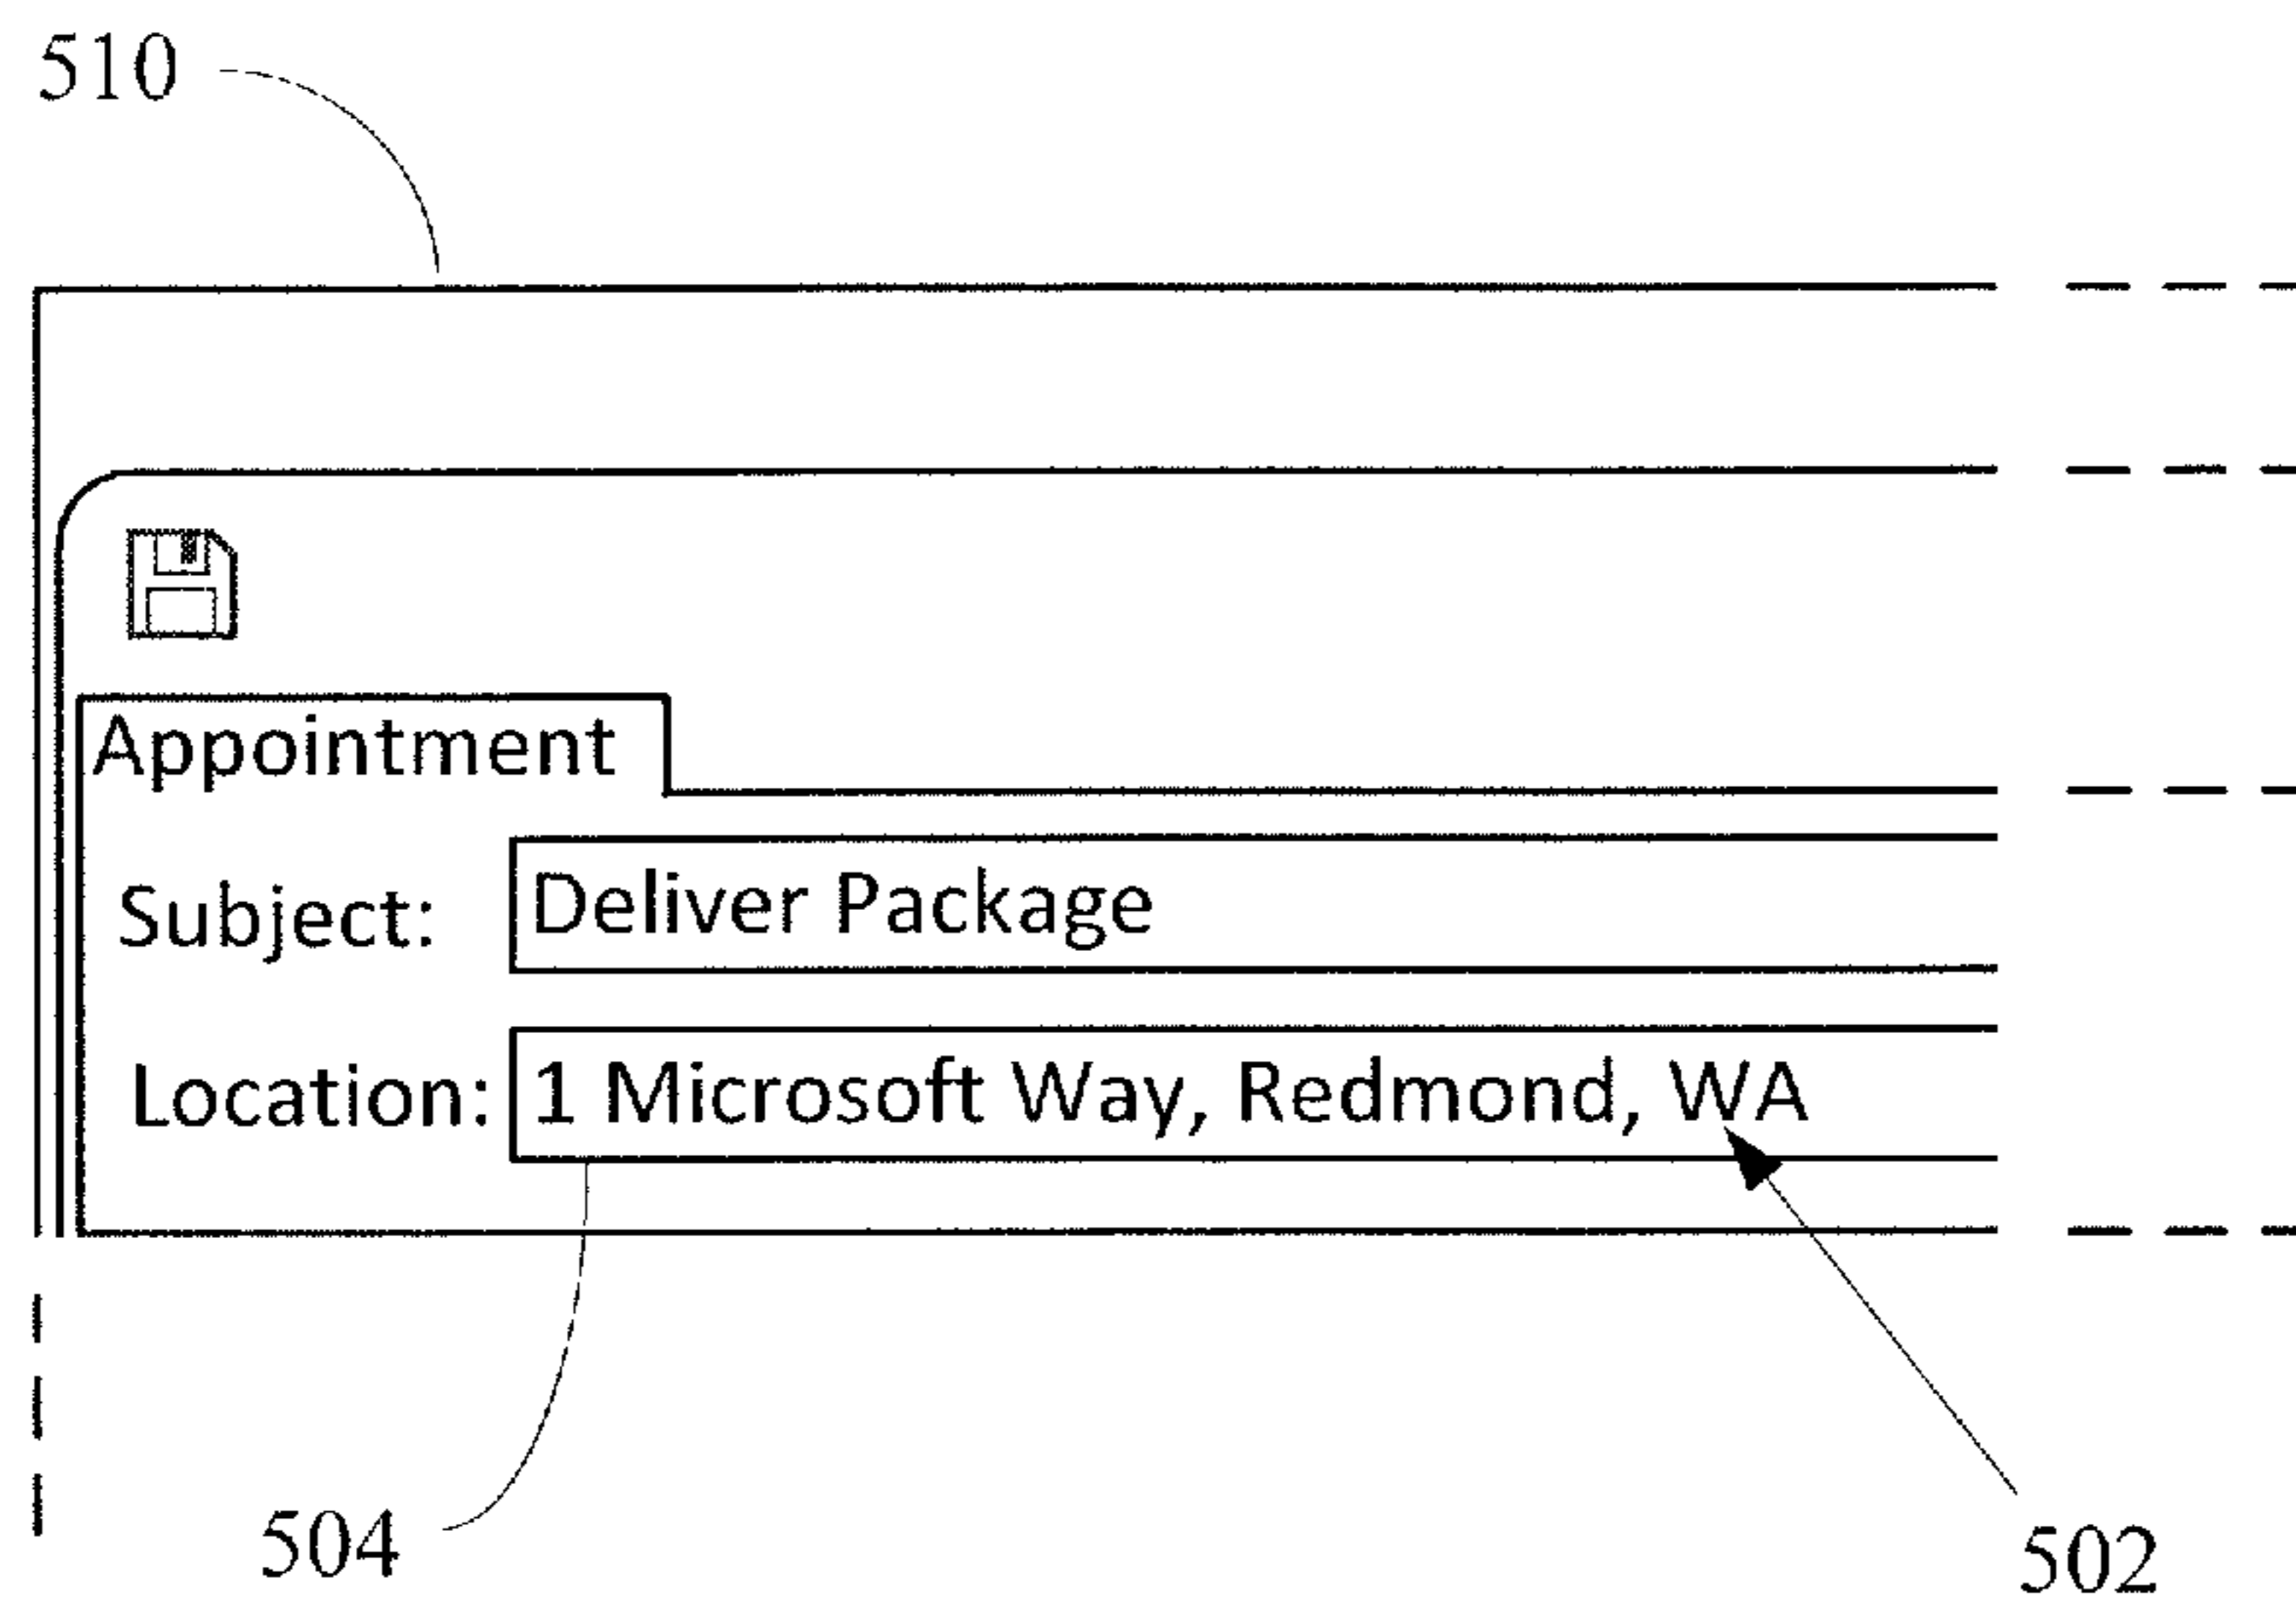 510
Appointment
Subject: Deliver Package
Location: 1 Microsoft Way, Redmond, WA
504
502